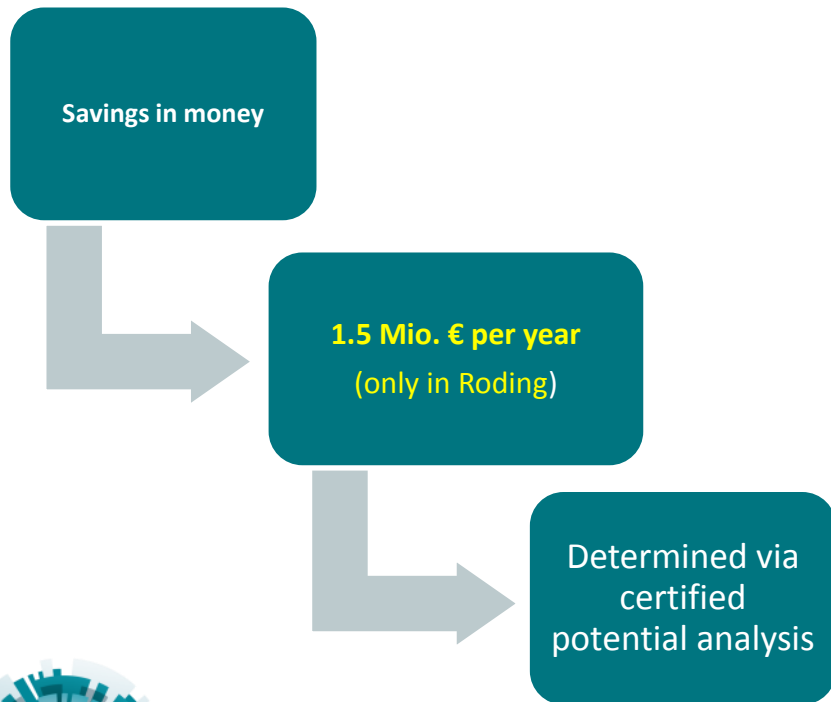 Savings in money
1.5 Mio. € per year
(only in Roding)
Determined via
certified
potential analysis